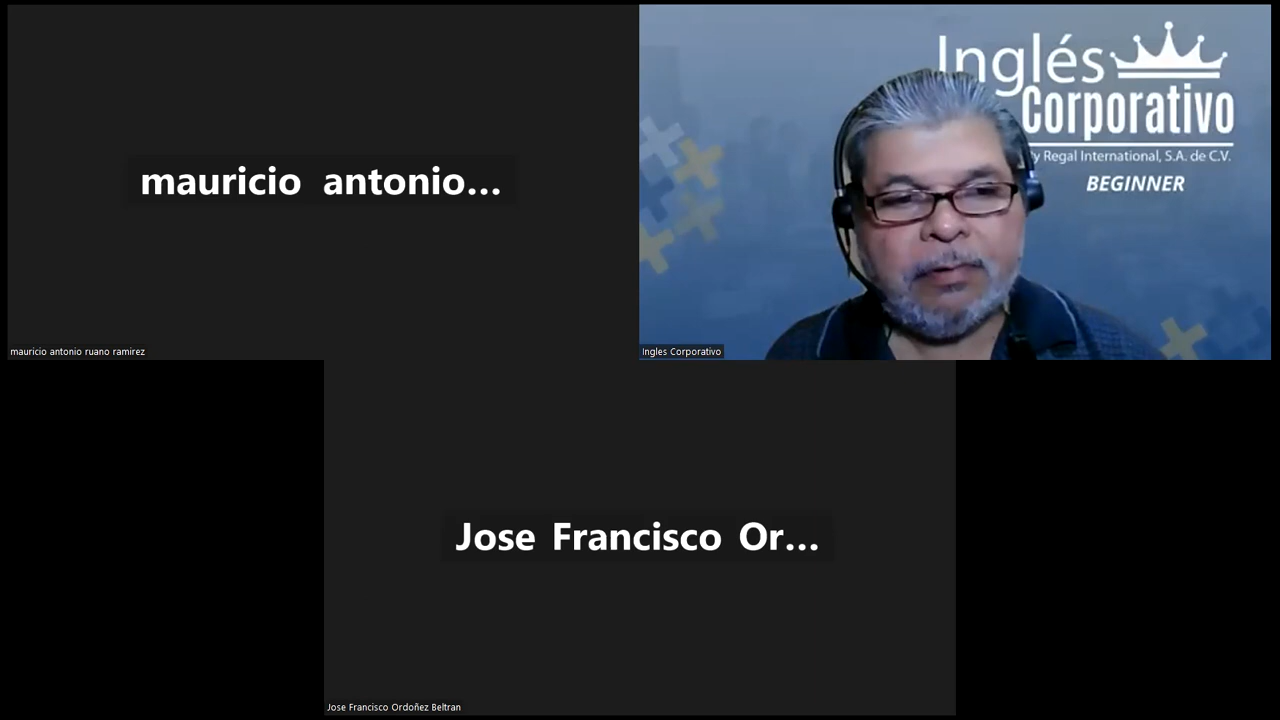 mauricio antonio...
mauricio antonio ruano ramirez
Inglés
Corporativo
y Regal International, S.A. de C.V.
BEGINNER
Ingles Corporativo
Jose Francisco Or...
Jose Francisco Ordoñez Beltran